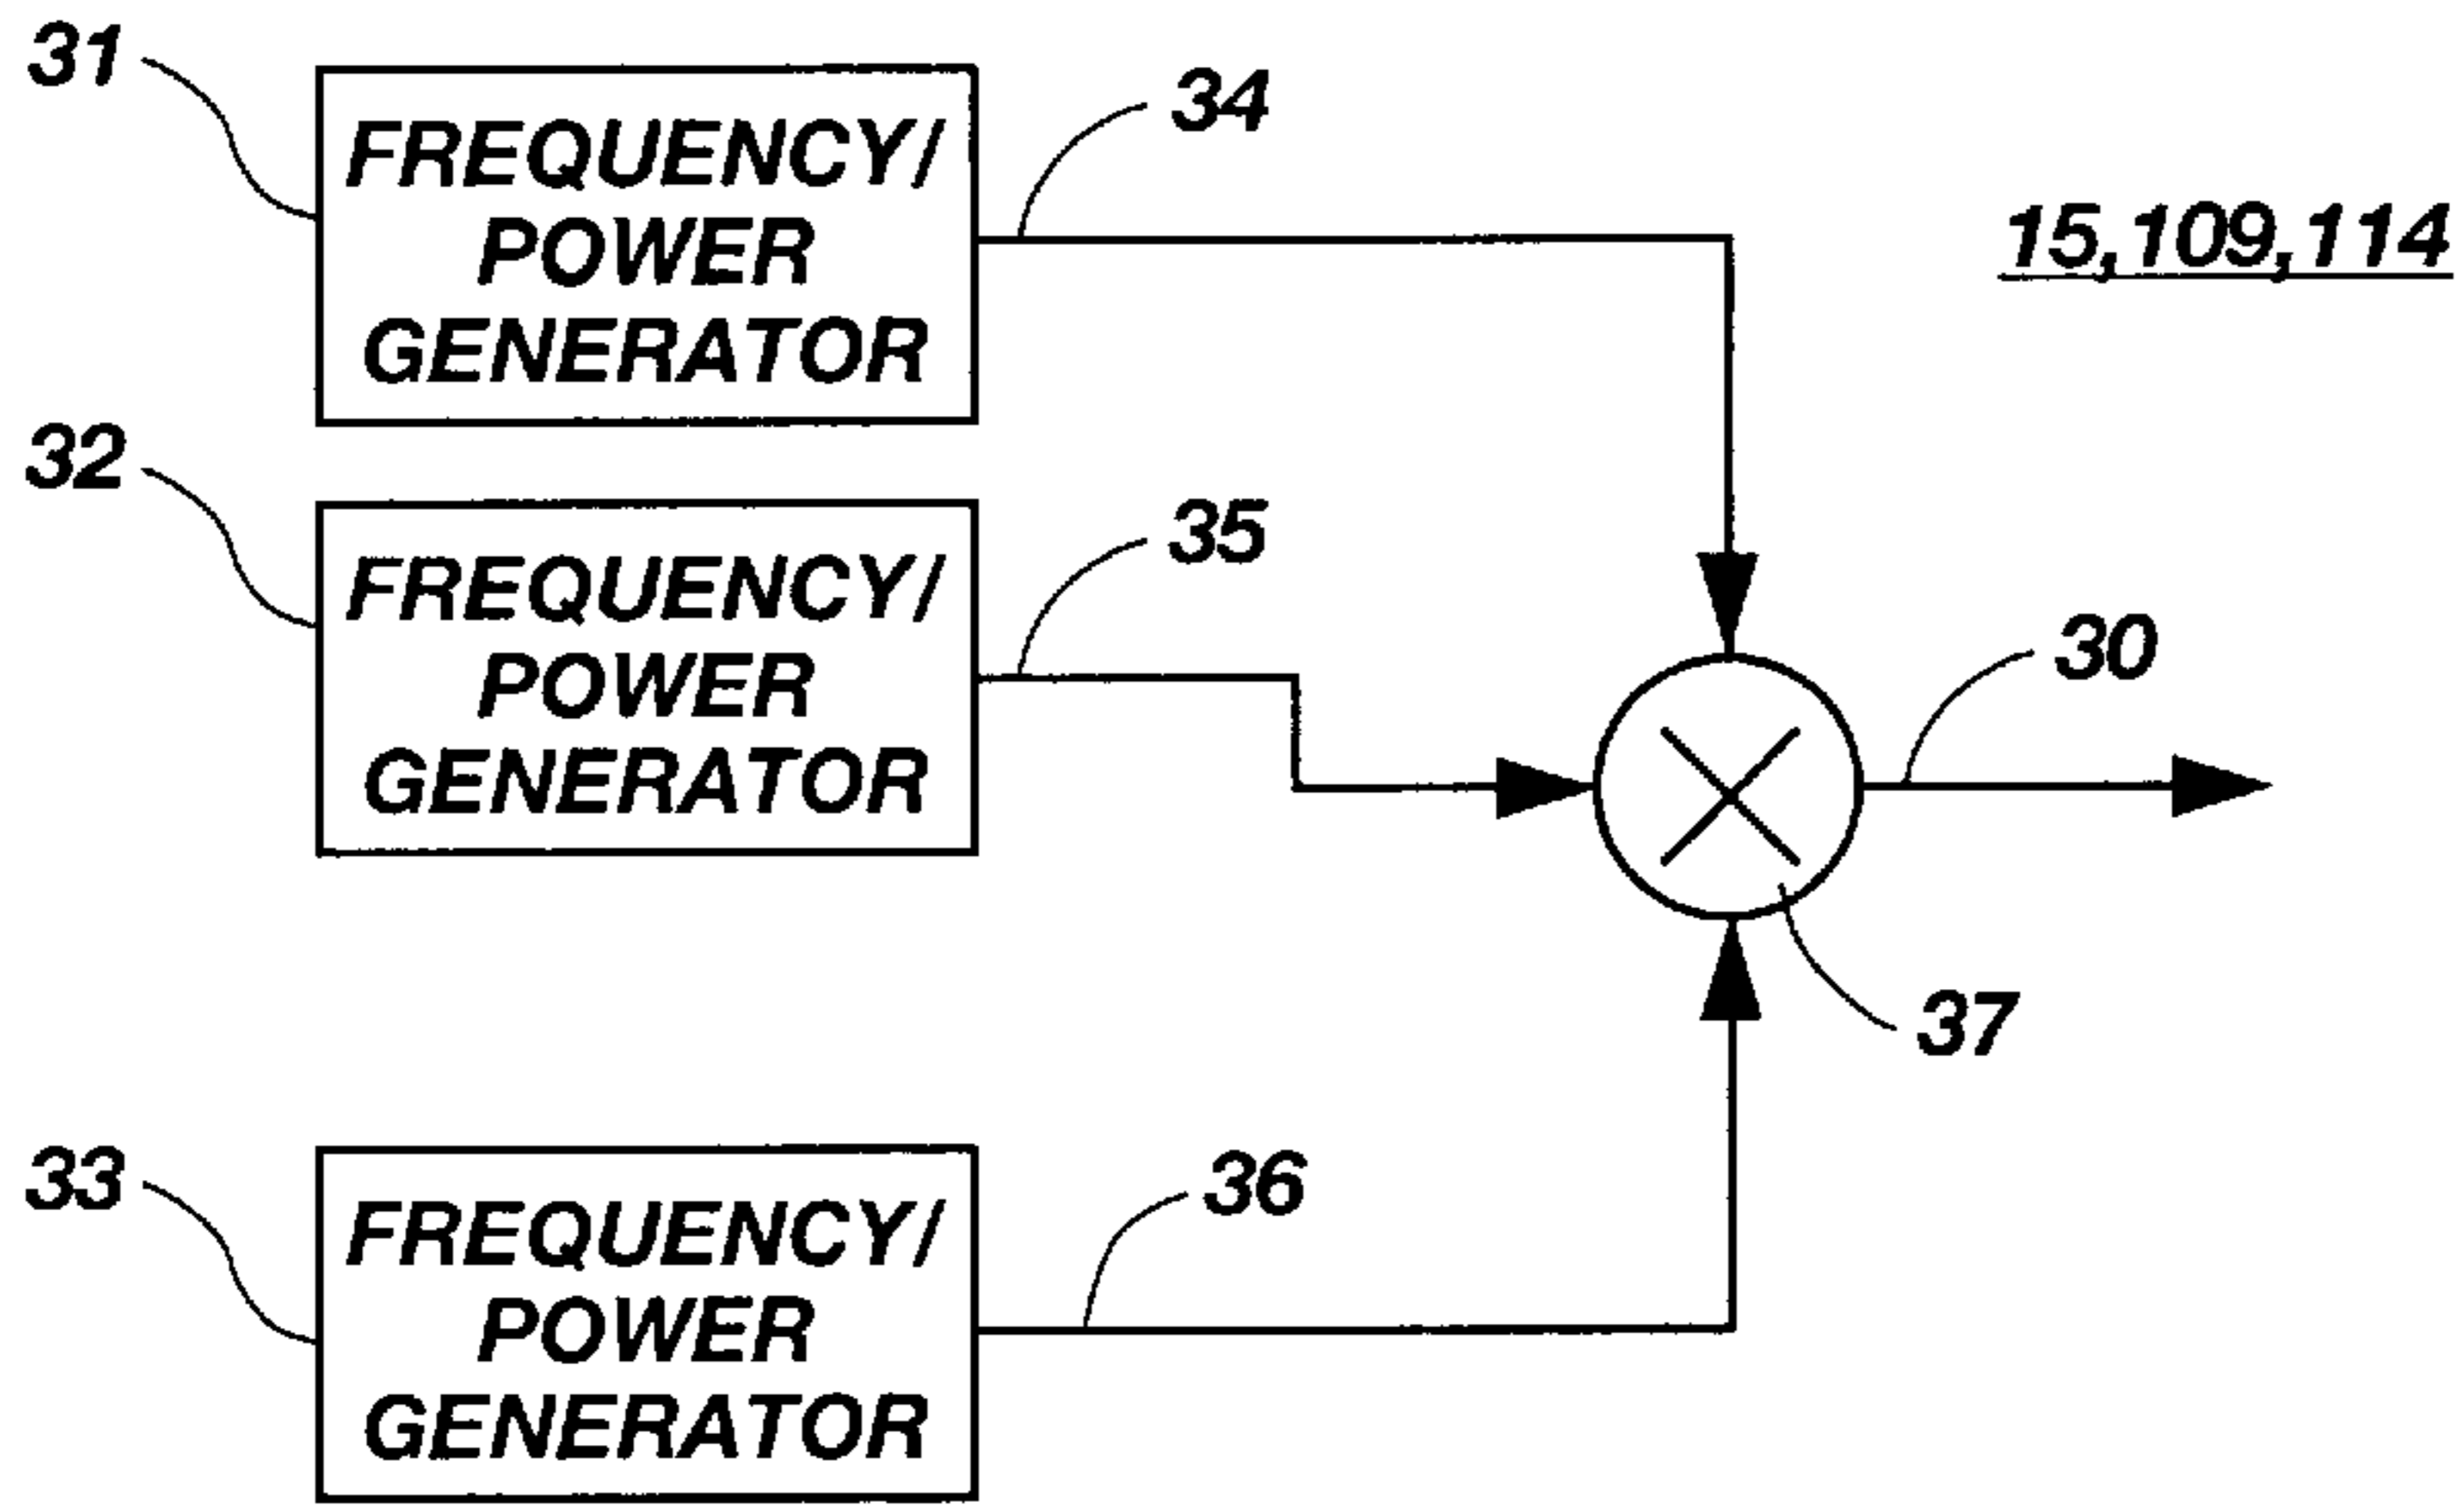 31
FREQUENCY/
POWER
GENERATOR
34
15,109,114
32
FREQUENCY/
POWER
GENERATOR
35
30
37
33
FREQUENCY/
POWER
GENERATOR
36